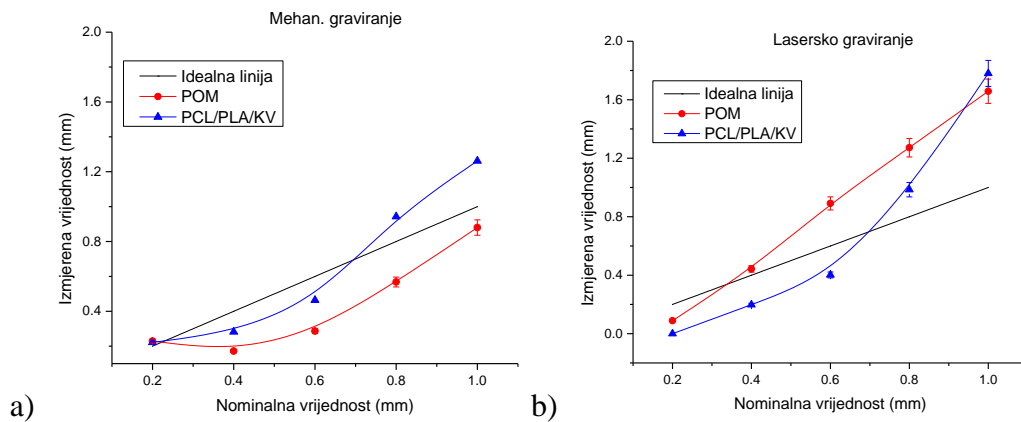 Mehan. graviranje
2.0
1.6
1.2
0.8
0.4
Izmjerena vrijednost (mm)
Idealna linija
POM
PCL/PLA/KV
0.2
0.4
0.6
0.8
1.0
Nominalna vrijednost (mm)
a)
Lasersko graviranje
2.0
1.6
1.2
0.8
0.4
0.0
Izmjerena vrijednost (mm)
Idealna linija
POM
PCL/PLA/KV
0.2
0.4
0.6
0.8
1.0
Nominalna vrijednost (mm)
b)